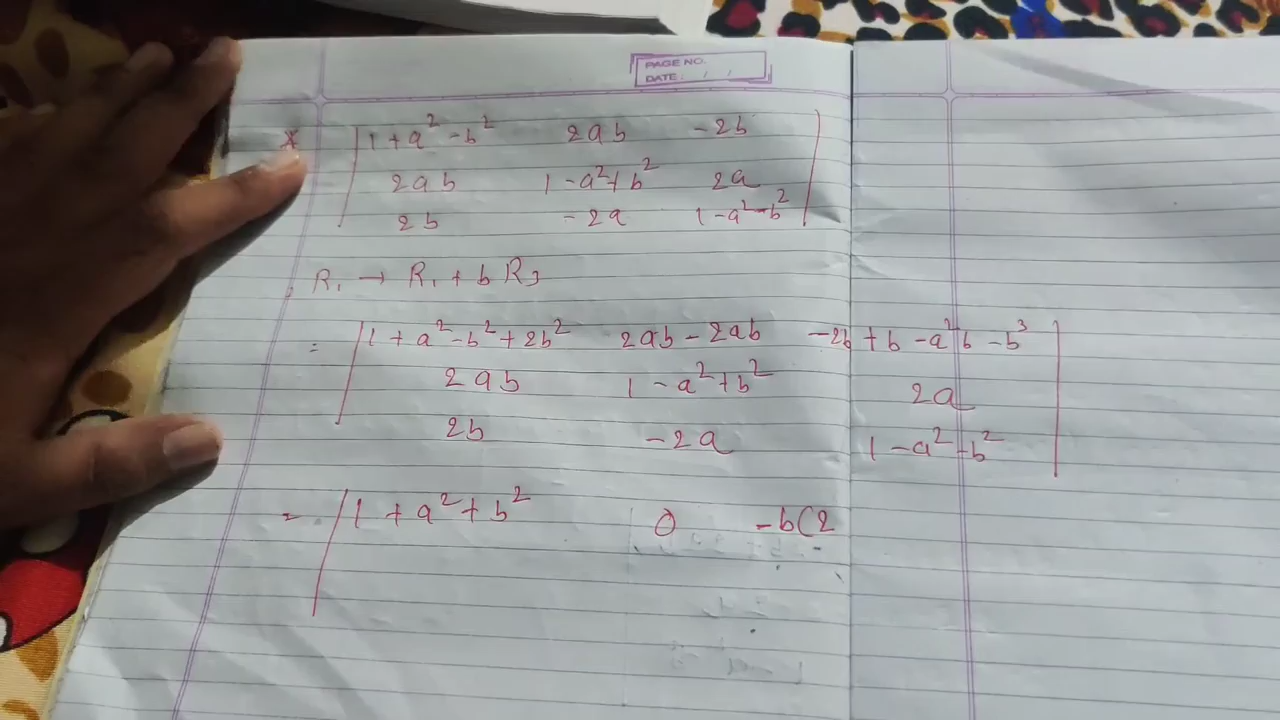 PAGE NO.
DATE : / /
* | 1 + a² - b² 2ab - 2b |
| 2ab 1 - a² + b² 2a |
| 2b - 2a 1 - a² - b² |
R₁ → R₁ + b R₃
= | 1 + a² - b² + 2b² 2ab - 2ab - 2b + b - a²b - b³ |
| 2ab 1 - a² + b² 2a |
| 2b - 2a 1 - a² - b² |
= | 1 + a² + b² 0 - b(2